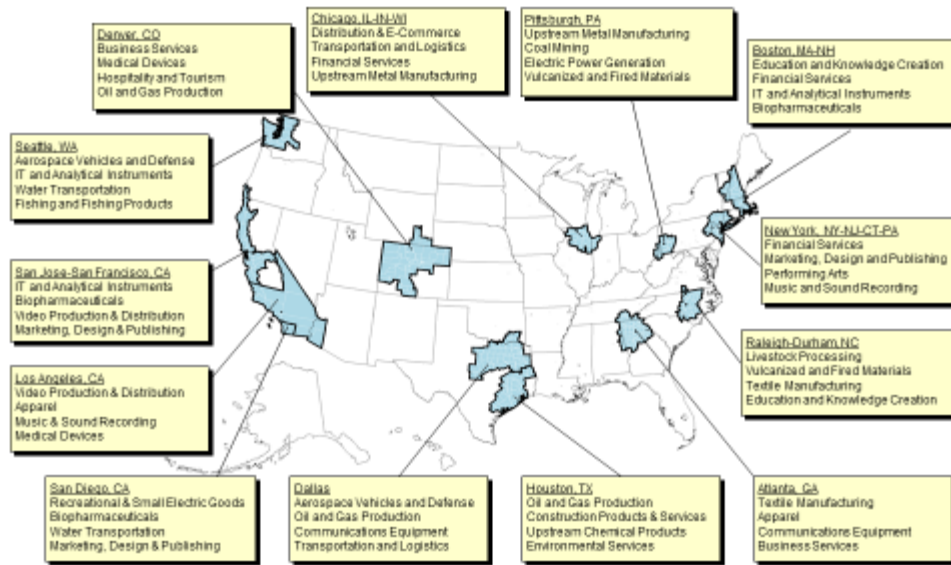 Denver, CO
Business Services
Medical Devices
Hospitality and Tourism
Oil and Gas Production
Chicago, IL-IN-WI
Distribution & E-Commerce
Transportation and Logistics
Financial Services
Upstream Metal Manufacturing
Pittsburgh, PA
Upstream Metal Manufacturing
Coal Mining
Electric Power Generation
Vulcanized and Fired Materials
Boston, MA-NH
Education and Knowledge Creation
Financial Services
IT and Analytical Instruments
Biopharmaceuticals
Seattle, WA
Aerospace Vehicles and Defense
IT and Analytical Instruments
Water Transportation
Fishing and Fishing Products
New York, NY-NJ-CT-PA
Financial Services
Marketing, Design and Publishing
Performing Arts
Music and Sound Recording
San Jose-San Francisco, CA
IT and Analytical Instruments
Biopharmaceuticals
Video Production & Distribution
Marketing, Design & Publishing
Raleigh-Durham, NC
Livestock Processing
Vulcanized and Fired Materials
Textile Manufacturing
Education and Knowledge Creation
Los Angeles, CA
Video Production & Distribution
Apparel
Music & Sound Recording
Medical Devices
San Diego, CA
Recreational & Small Electric Goods
Biopharmaceuticals
Water Transportation
Marketing, Design & Publishing
Dallas
Aerospace Vehicles and Defense
Oil and Gas Production
Communications Equipment
Transportation and Logistics
Houston, TX
Oil and Gas Production
Construction Products & Services
Upstream Chemical Products
Environmental Services
Atlanta, GA
Textile Manufacturing
Apparel
Communications Equipment
Business Services